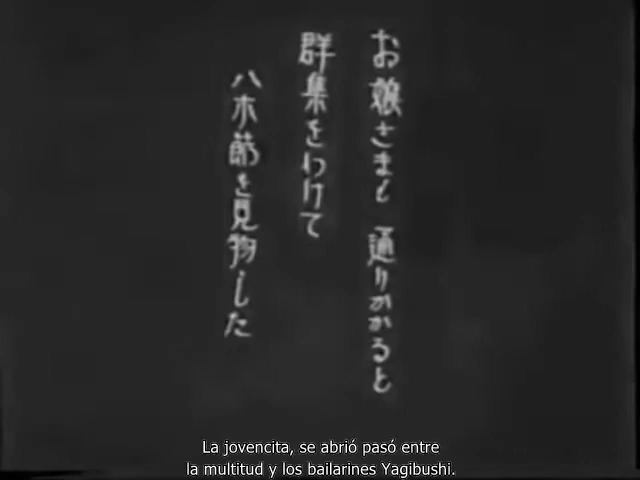 お嬢さまも 通りかかると
群集をわけて
八木節を見物した
La jovencita, se abrió pasó entre
la multitud y los bailarines Yagibushi.